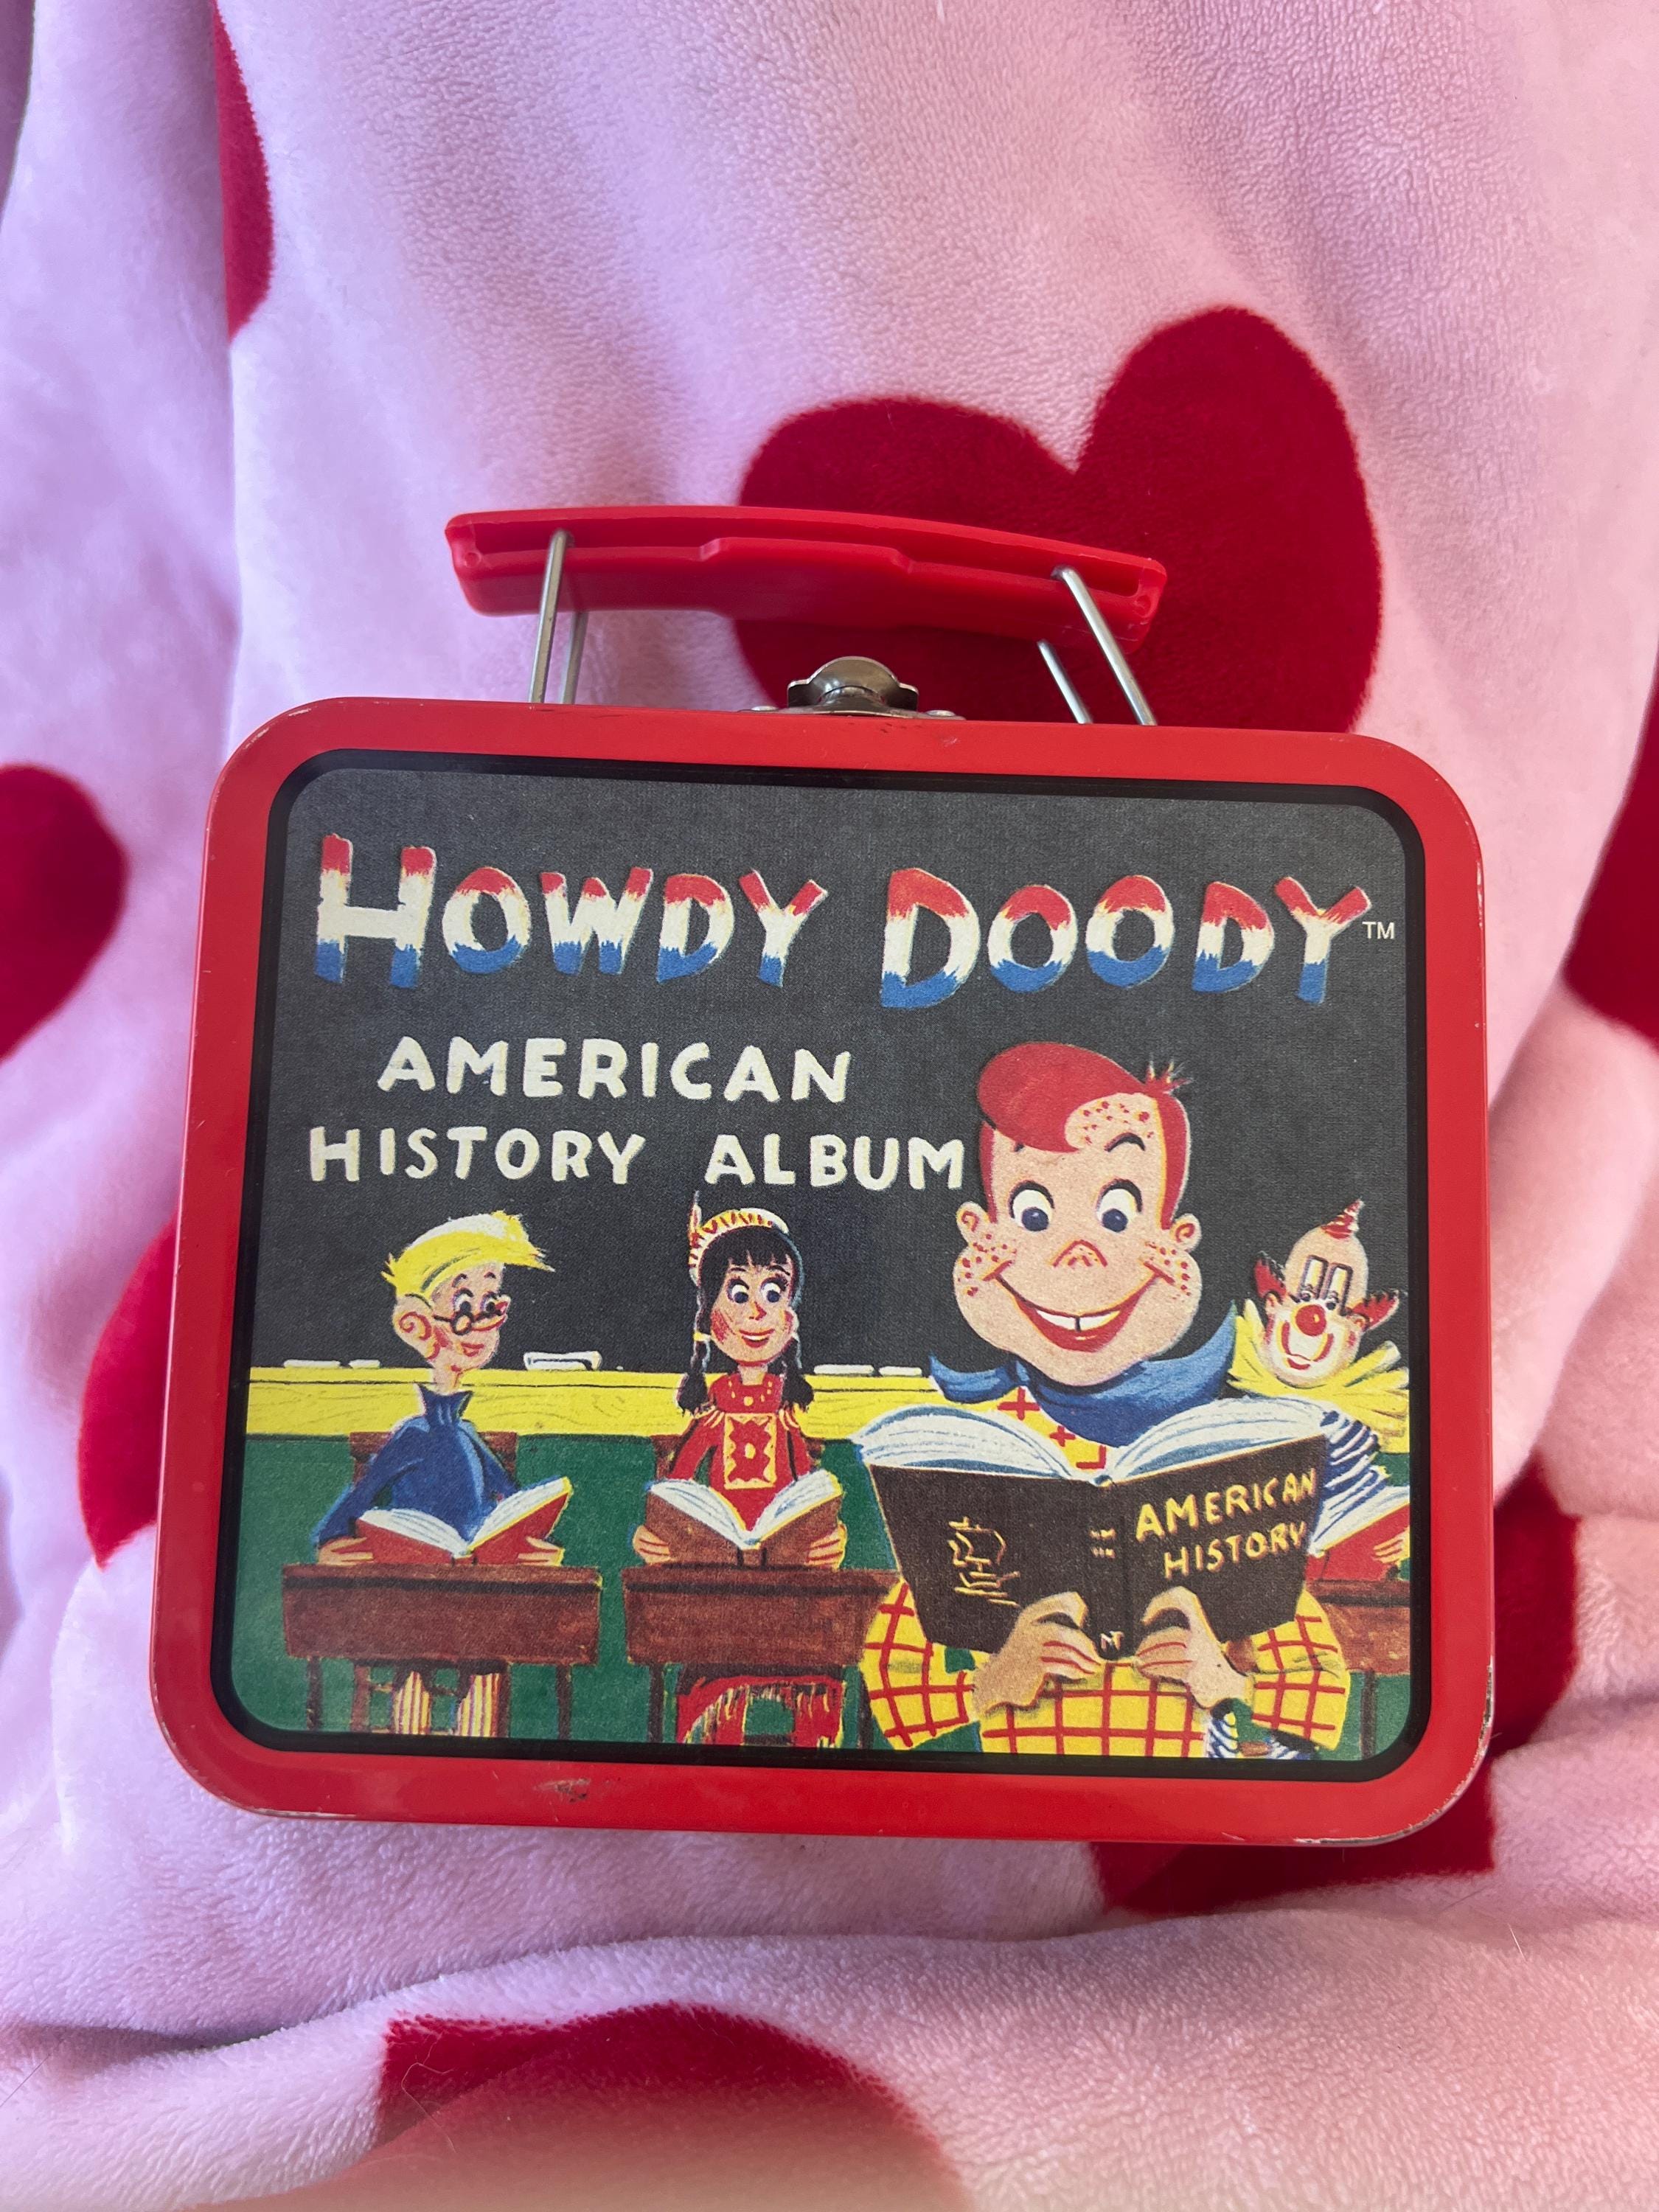 HOWDY DOODY™
AMERICAN
HISTORY ALBUM
AMERICAN
HISTORY